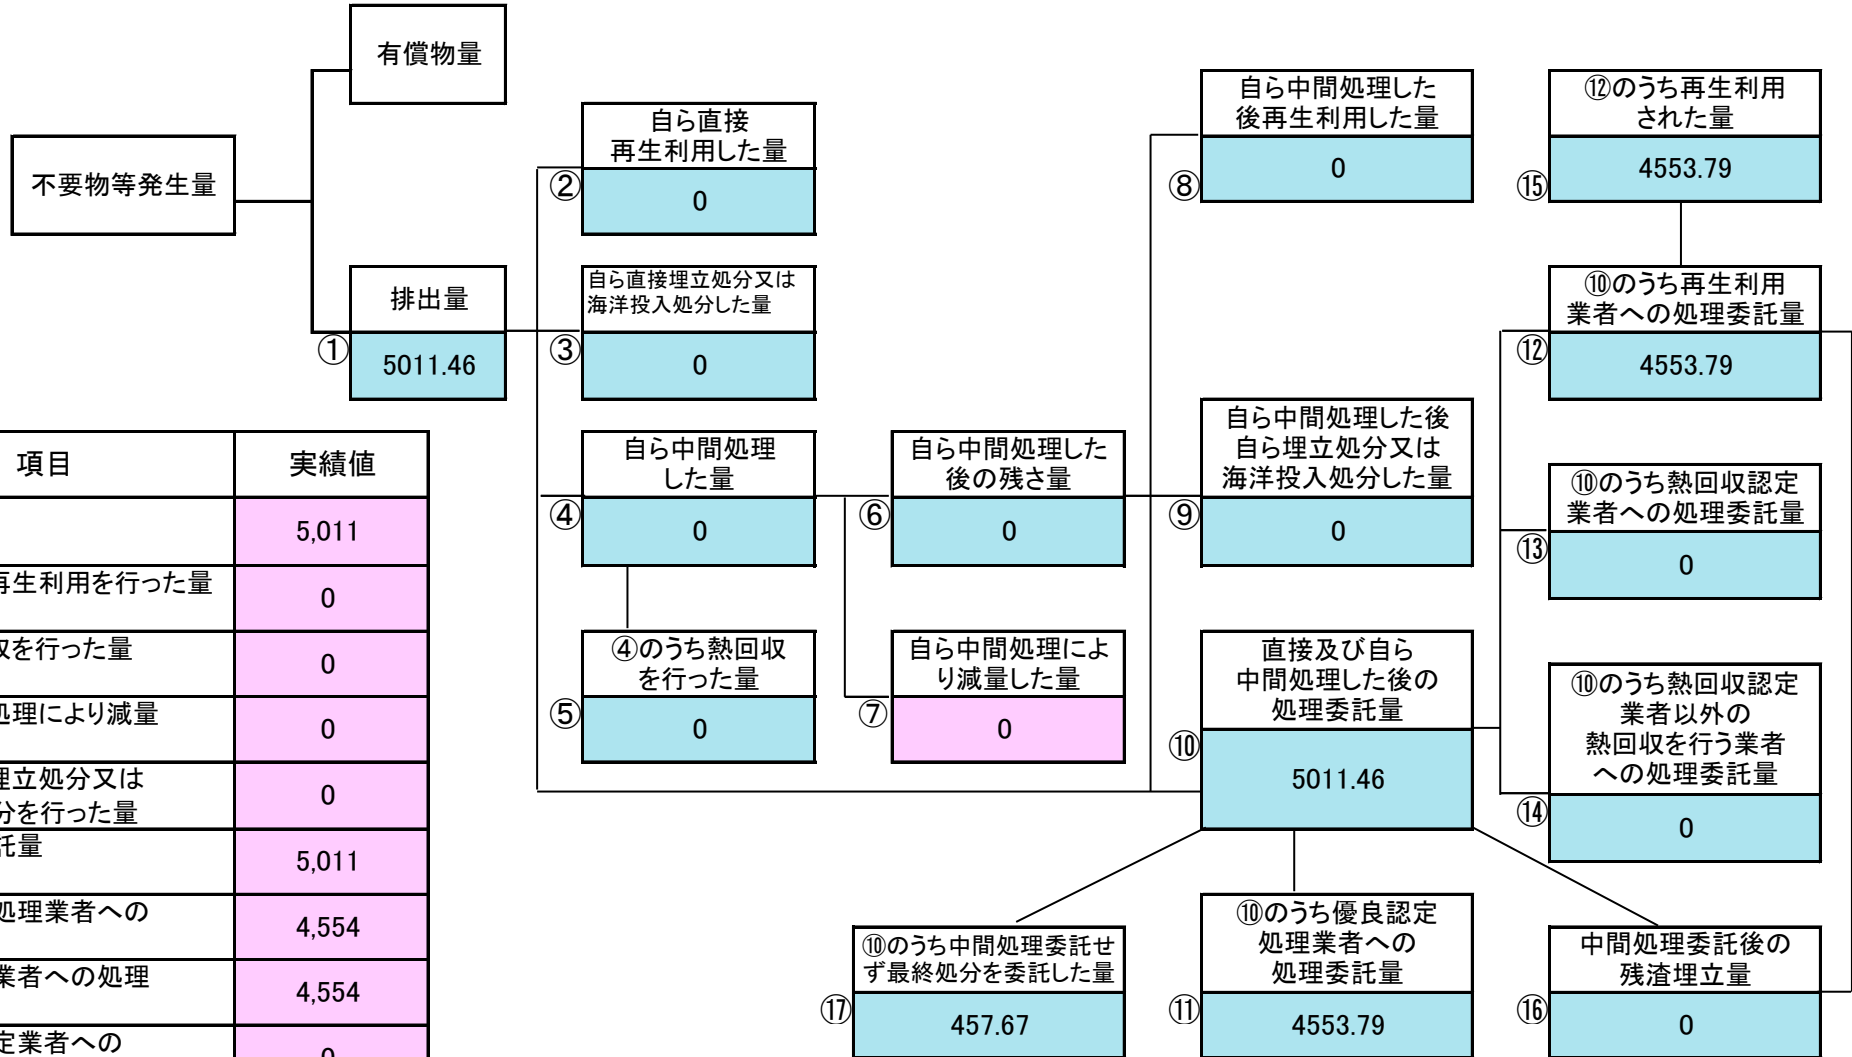 有償物量
不要物等発生量
排出量
①
5011.46
自ら直接
再生利用した量
②
0
自ら直接埋立処分又は
海洋投入処分した量
③
0
自ら中間処理
した量
④
0
④のうち熱回収
を行った量
⑤
0
自ら中間処理した
後の残さ量
⑥
0
自ら中間処理によ
り減量した量
⑦
0
自ら中間処理した
後再生利用した量
⑧
0
自ら中間処理した後
自ら埋立処分又は
海洋投入処分した量
⑨
0
直接及び自ら
中間処理した後の
処理委託量
⑩
5011.46
⑫のうち再生利用
された量
⑮
4553.79
⑩のうち再生利用
業者への処理委託量
⑫
4553.79
⑩のうち熱回収認定
業者への処理委託量
⑬
0
⑩のうち熱回収認定
業者以外の
熱回収を行う業者
への処理委託量
⑭
0
⑩のうち中間処理委託せ
ず最終処分を委託した量
⑰
457.67
⑩のうち優良認定
処理業者への
処理委託量
⑪
4553.79
中間処理委託後の
残渣埋立量
⑯
0
項目 実績値
5,011
再生利用を行った量 0
収を行った量 0
処理により減量 0
埋立処分又は
分を行った量 0
託量 5,011
処理業者への 4,554
業者への処理 4,554
定業者への 0